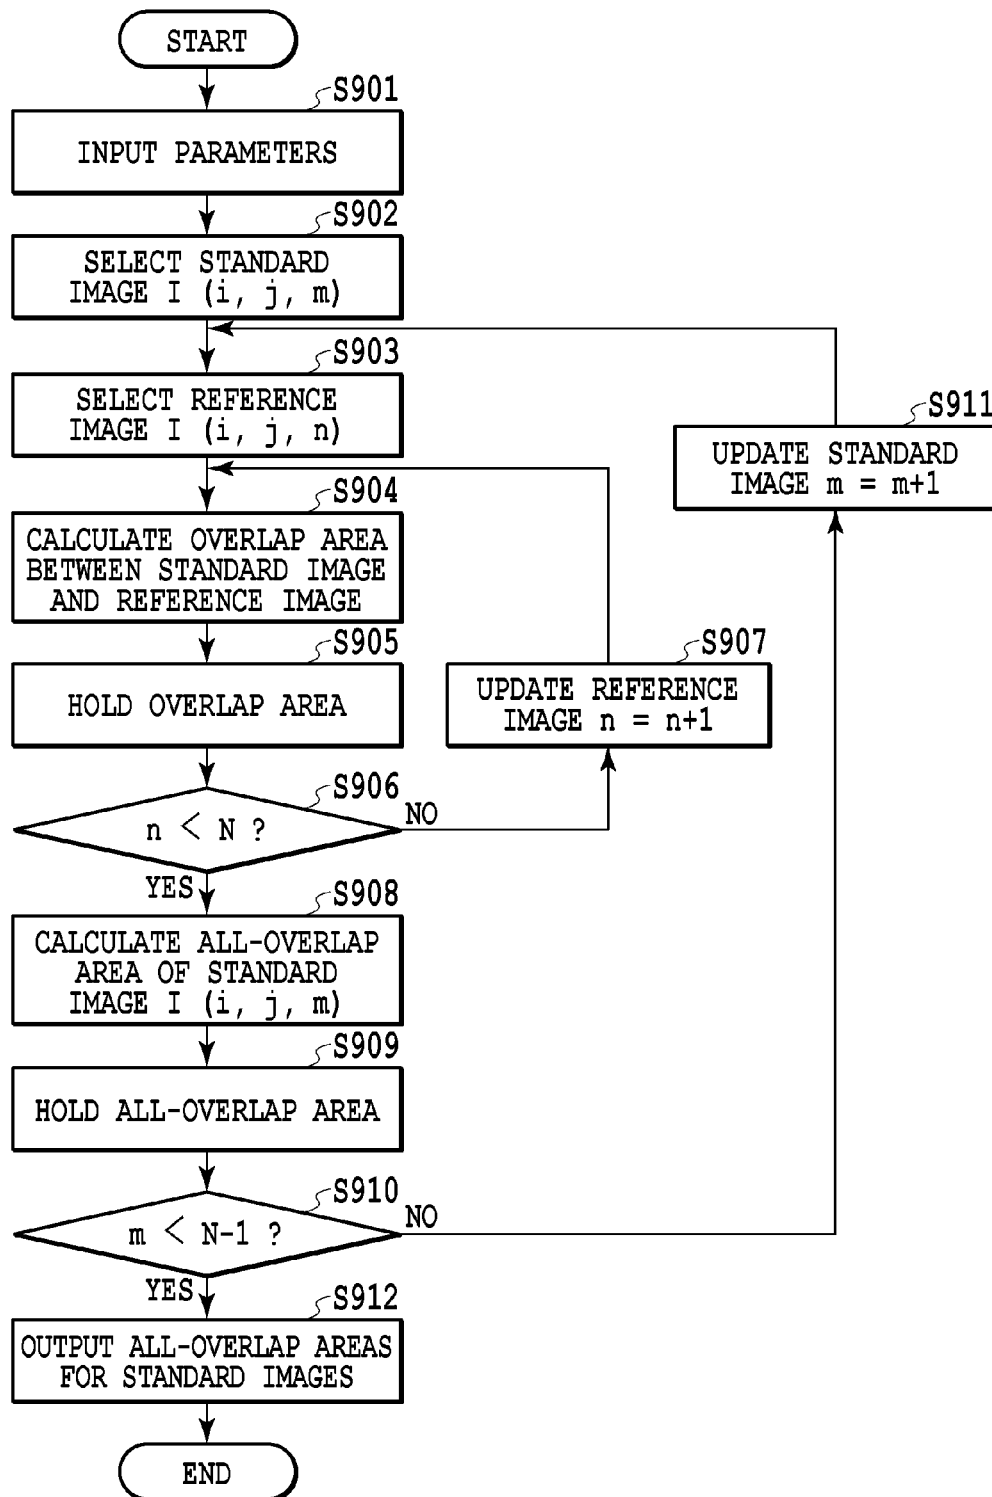 START
S901
INPUT PARAMETERS
S902
SELECT STANDARD
IMAGE I (i, j, m)
S903
SELECT REFERENCE
IMAGE I (i, j, n)
S911
UPDATE STANDARD
IMAGE m = m+1
S904
CALCULATE OVERLAP AREA
BETWEEN STANDARD IMAGE
AND REFERENCE IMAGE
S905
HOLD OVERLAP AREA
S907
UPDATE REFERENCE
IMAGE n = n+1
S906
n < N ?
NO
YES
S908
CALCULATE ALL-OVERLAP
AREA OF STANDARD
IMAGE I (i, j, m)
S909
HOLD ALL-OVERLAP AREA
S910
m < N-1 ?
NO
YES
S912
OUTPUT ALL-OVERLAP AREAS
FOR STANDARD IMAGES
END